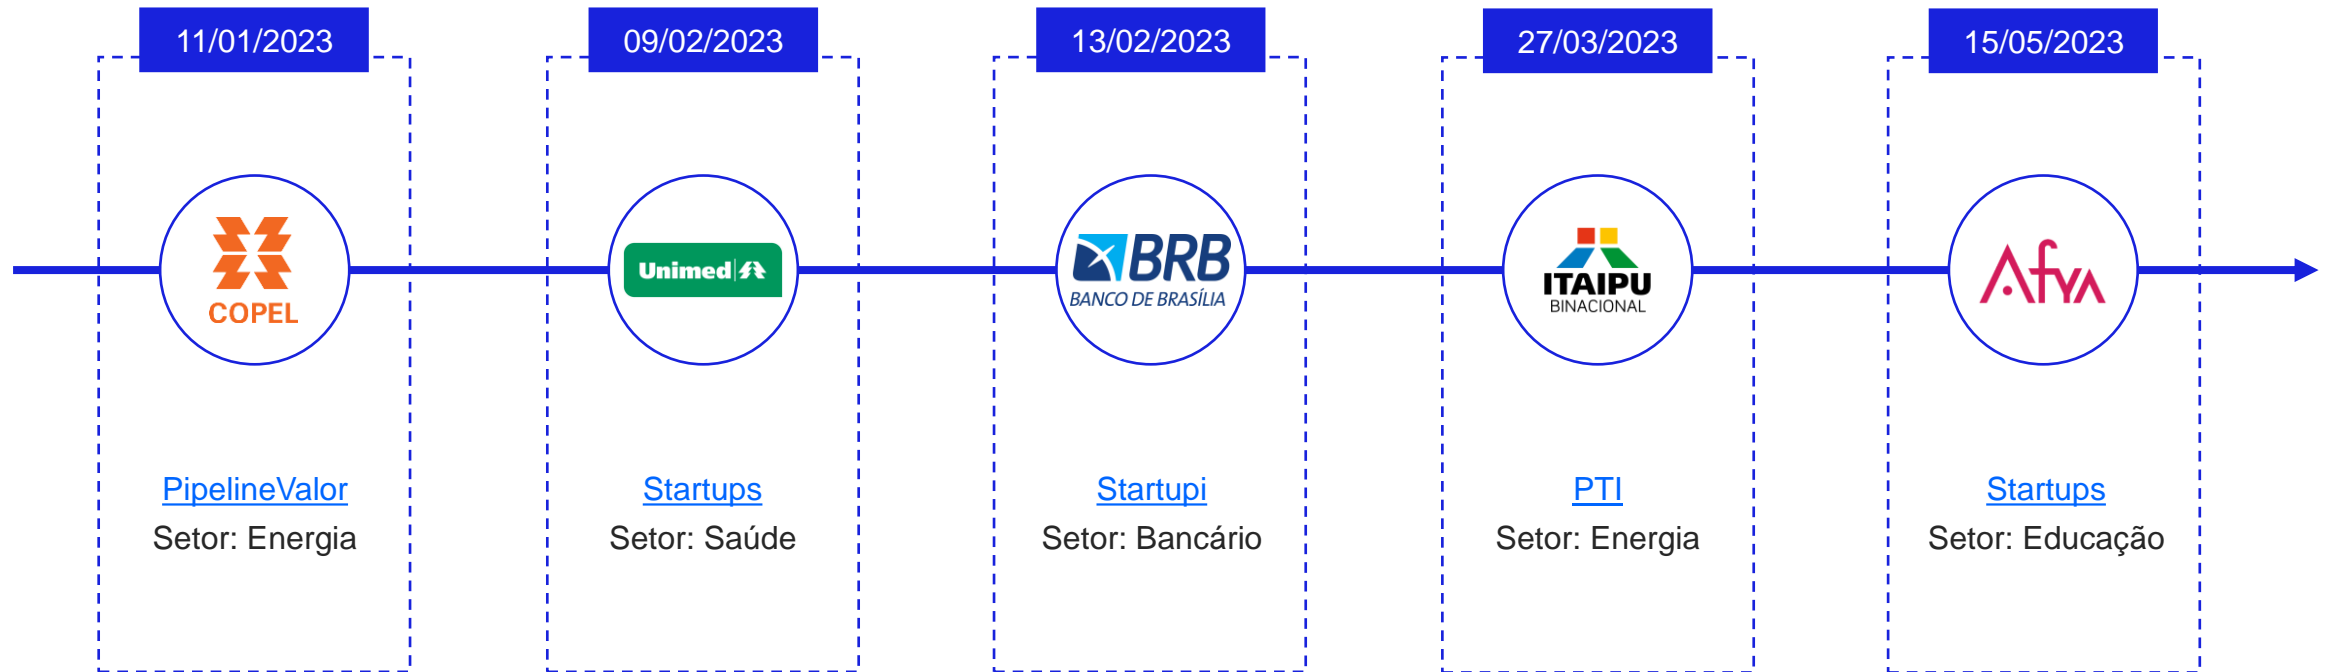 11/01/2023
COPEL
PipelineValor
Setor: Energia
09/02/2023
Unimed
Startups
Setor: Saúde
13/02/2023
BRB
BANCO DE BRASÍLIA
Startupi
Setor: Bancário
27/03/2023
ITAIPU
BINACIONAL
PTI
Setor: Energia
15/05/2023
Afya
Startups
Setor: Educação